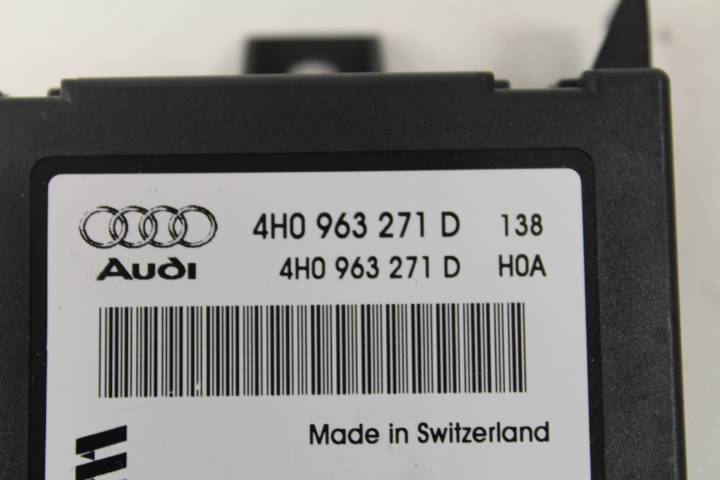 4H0 963 271 D 138
Audi 4H0 963 271 D H0A
Made in Switzerland